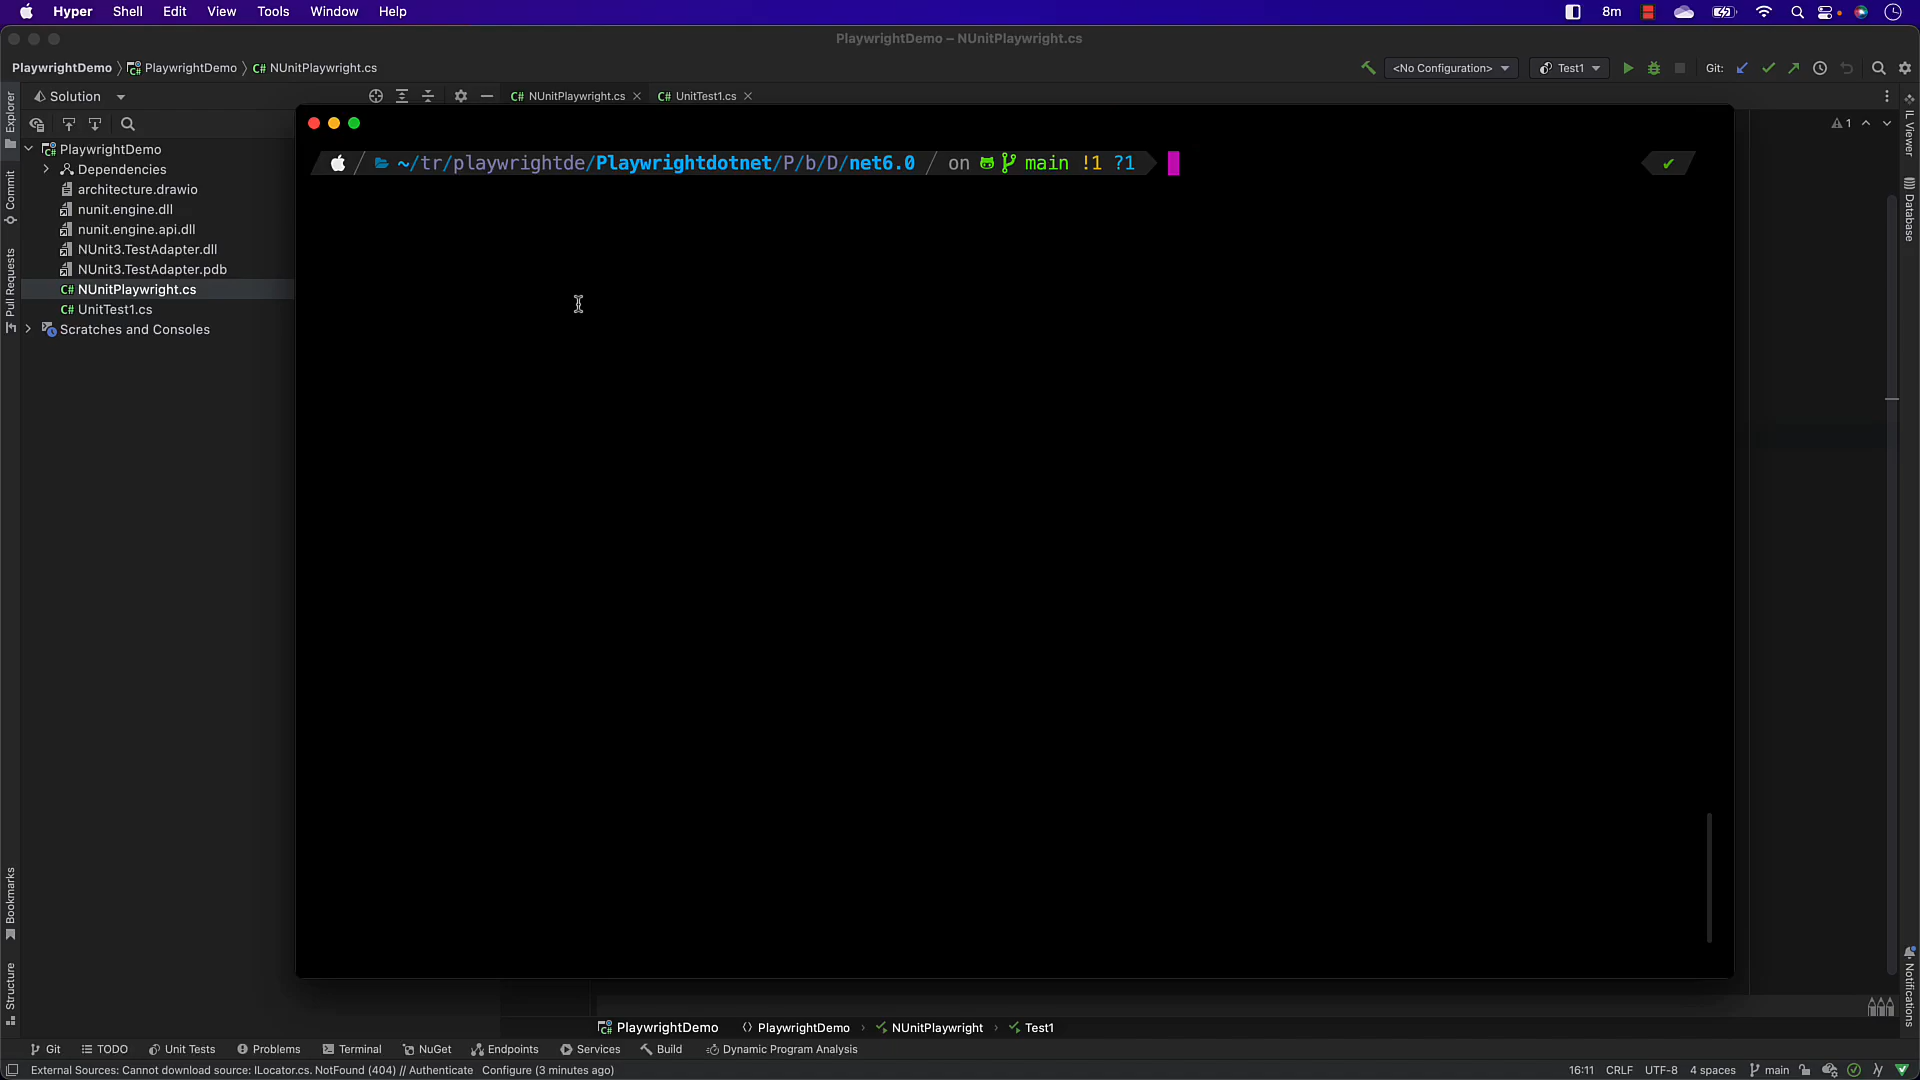 Hyper Shell Edit View Tools Window Help 8m
PlaywrightDemo – NUnitPlaywright.cs
PlaywrightDemo PlaywrightDemo NUnitPlaywright.cs <No Configuration> Test1 Git:
Solution NUnitPlaywright.cs UnitTest1.cs
1
PlaywrightDemo
Dependencies
architecture.drawio
nunit.engine.dll
nunit.engine.api.dll
NUnit3.TestAdapter.dll
NUnit3.TestAdapter.pdb
NUnitPlaywright.cs
UnitTest1.cs
Scratches and Consoles
~/tr/playwrightde/Playwrightdotnet/P/b/D/net6.0 on main !1 ?1
Explorer
Commit
Pull Requests
Bookmarks
Structure
IL Viewer
Database
Notifications
PlaywrightDemo PlaywrightDemo NUnitPlaywright Test1
Git TODO Unit Tests Problems Terminal NuGet Endpoints Services Build Dynamic Program Analysis
External Sources: Cannot download source: ILocator.cs. NotFound (404) // Authenticate Configure (3 minutes ago) 16:11 CRLF UTF-8 4 spaces main